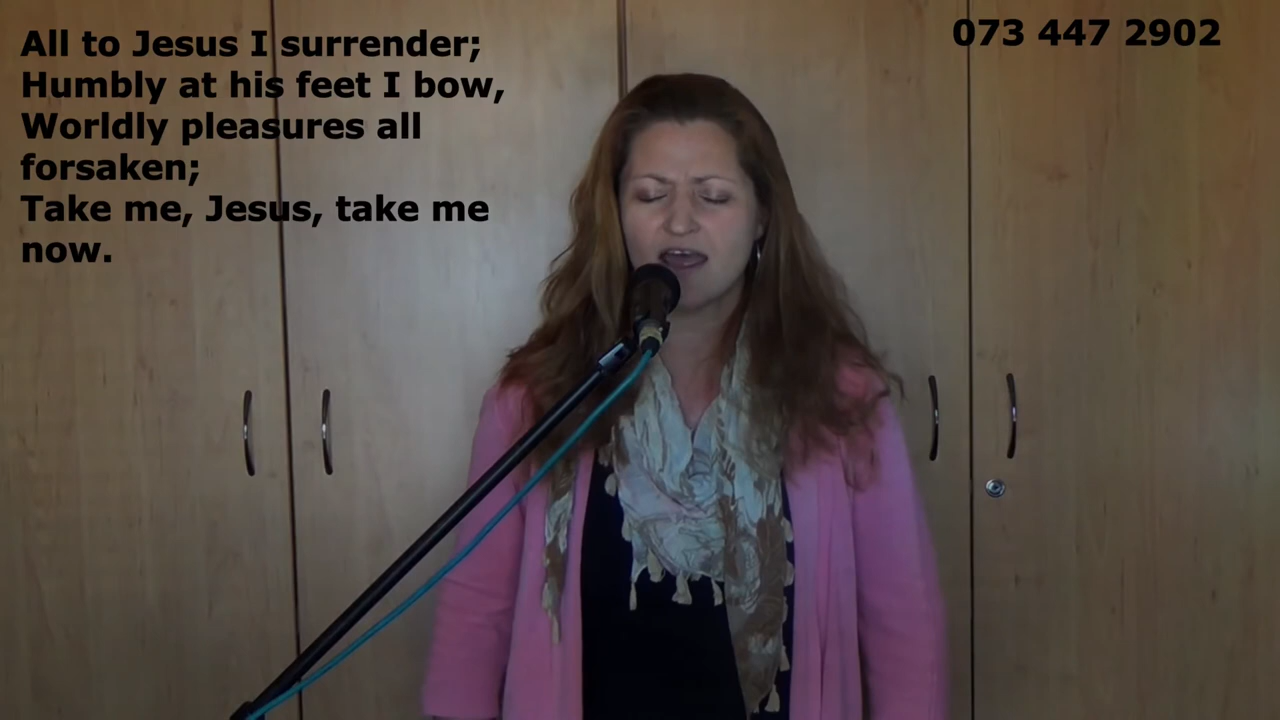 All to Jesus I surrender;
Humbly at his feet I bow,
Worldly pleasures all
forsaken;
Take me, Jesus, take me
now.
073 447 2902